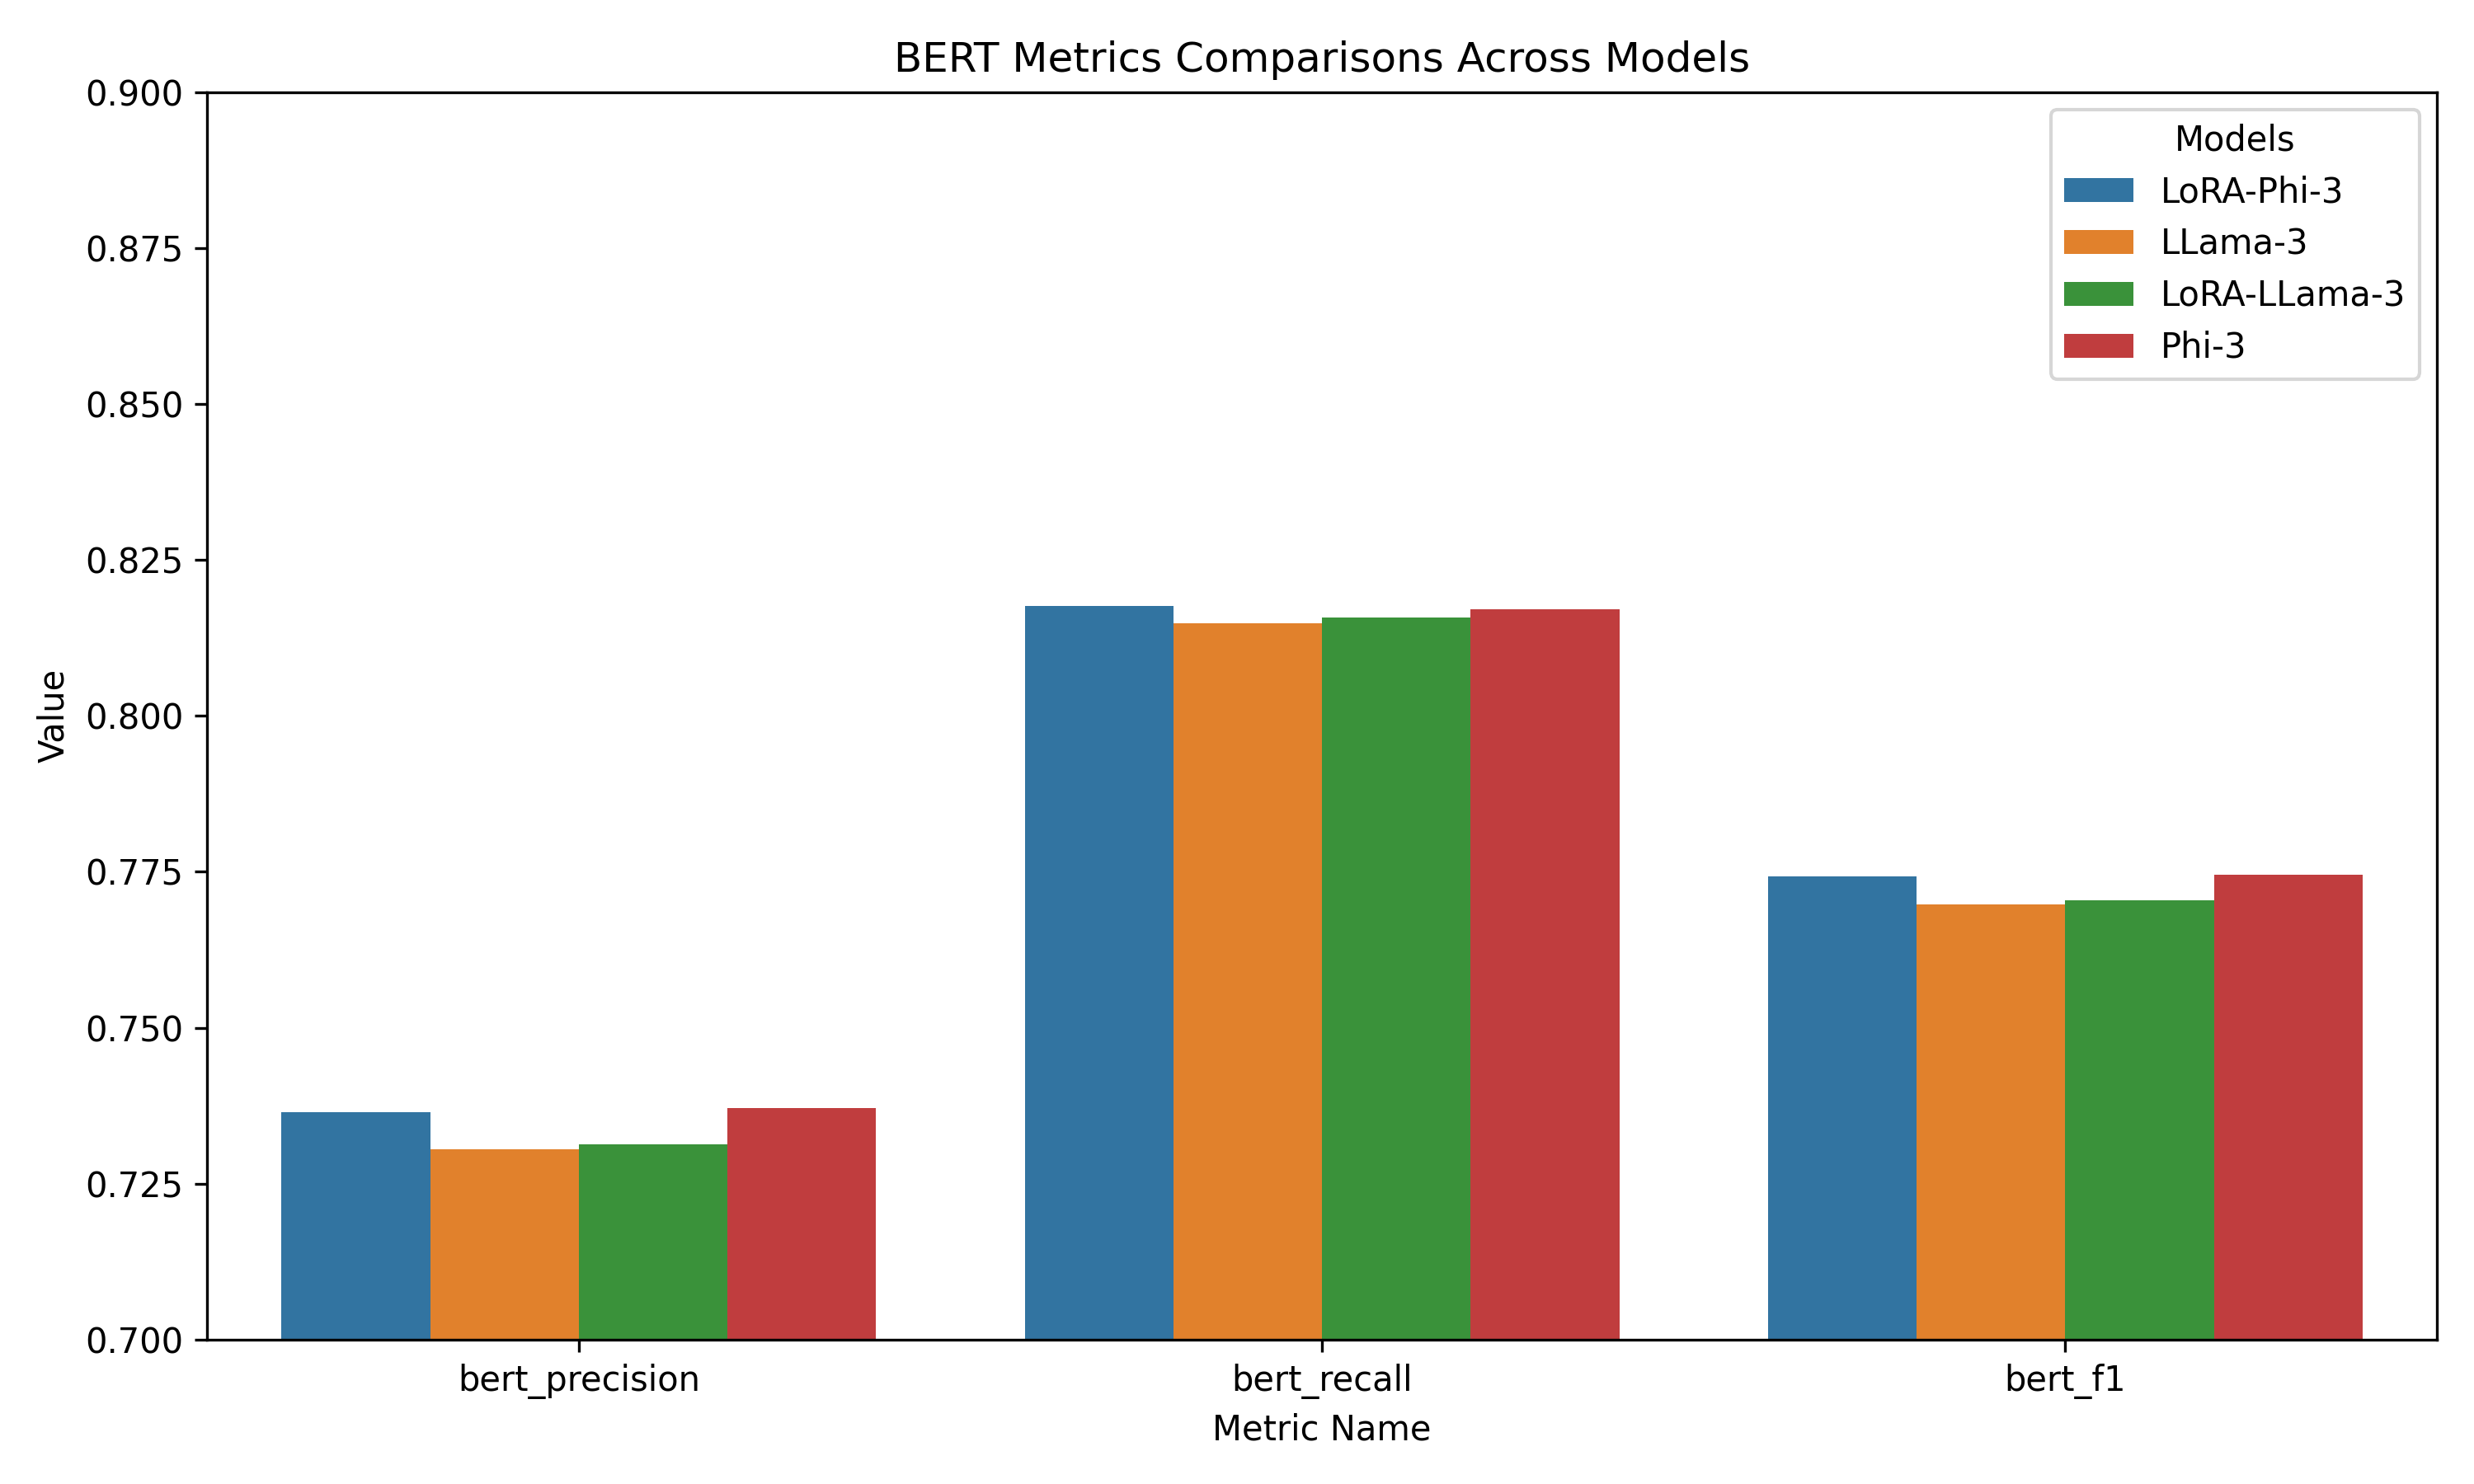 BERT Metrics Comparisons Across Models
0.900
0.875
0.850
0.825
0.800
0.775
0.750
0.725
0.700
Value
Models
LoRA-Phi-3
LLama-3
LoRA-LLama-3
Phi-3
bert_precision bert_recall bert_f1
Metric Name